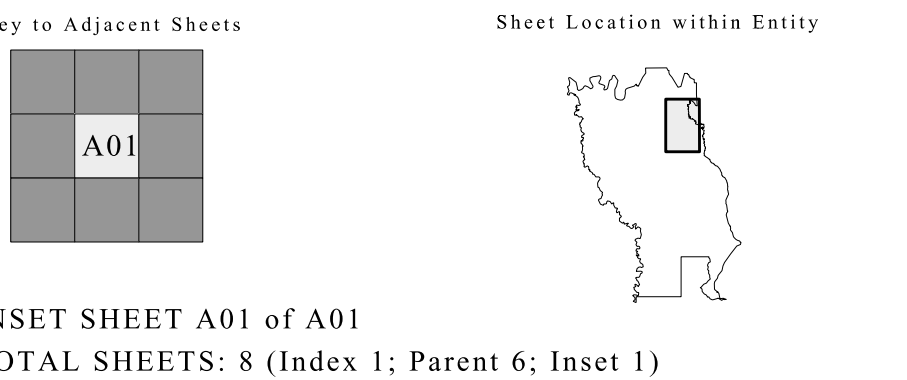 ey to Adjacent Sheets
Sheet Location within Entity
A01
NSET SHEET A01 of A01
OTAL SHEETS: 8 (Index 1; Parent 6; Inset 1)